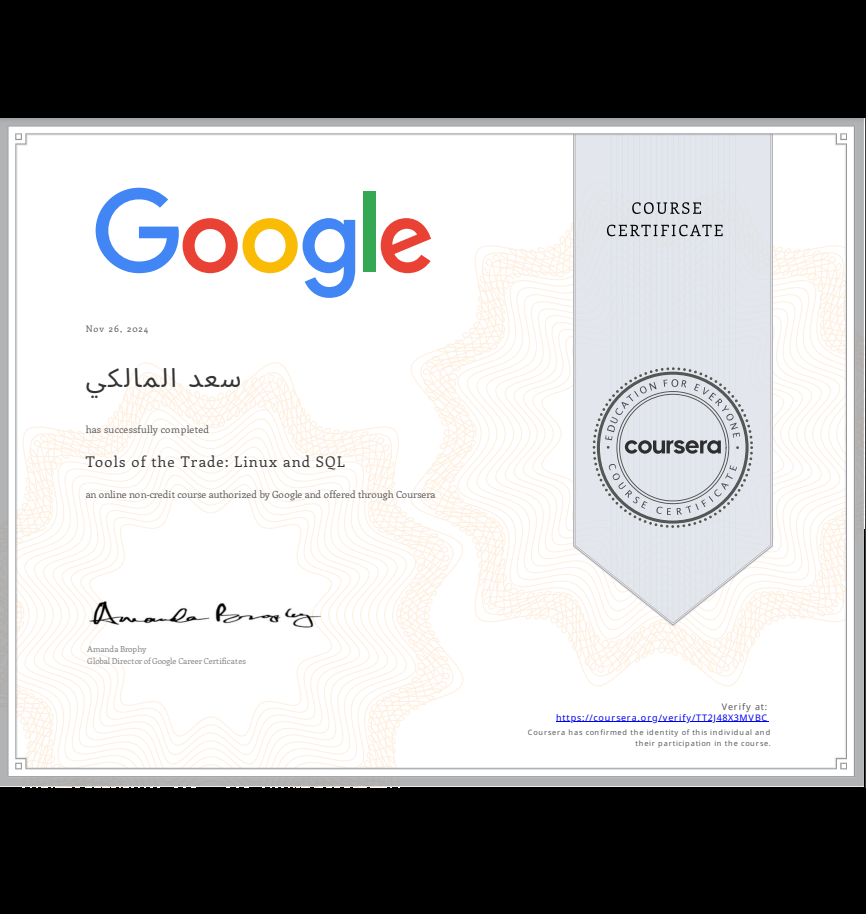 Google
COURSE
CERTIFICATE
Nov 26, 2024
سعد المالكي
has successfully completed
Tools of the Trade: Linux and SQL
an online non-credit course authorized by Google and offered through Coursera
EDUCATION FOR EVERYONE
coursera
COURSE CERTIFICATE
Amanda Brophy
Amanda Brophy
Global Director of Google Career Certificates
Verify at:
https://coursera.org/verify/TT2J48X3MVBC
Coursera has confirmed the identity of this individual and
their participation in the course.